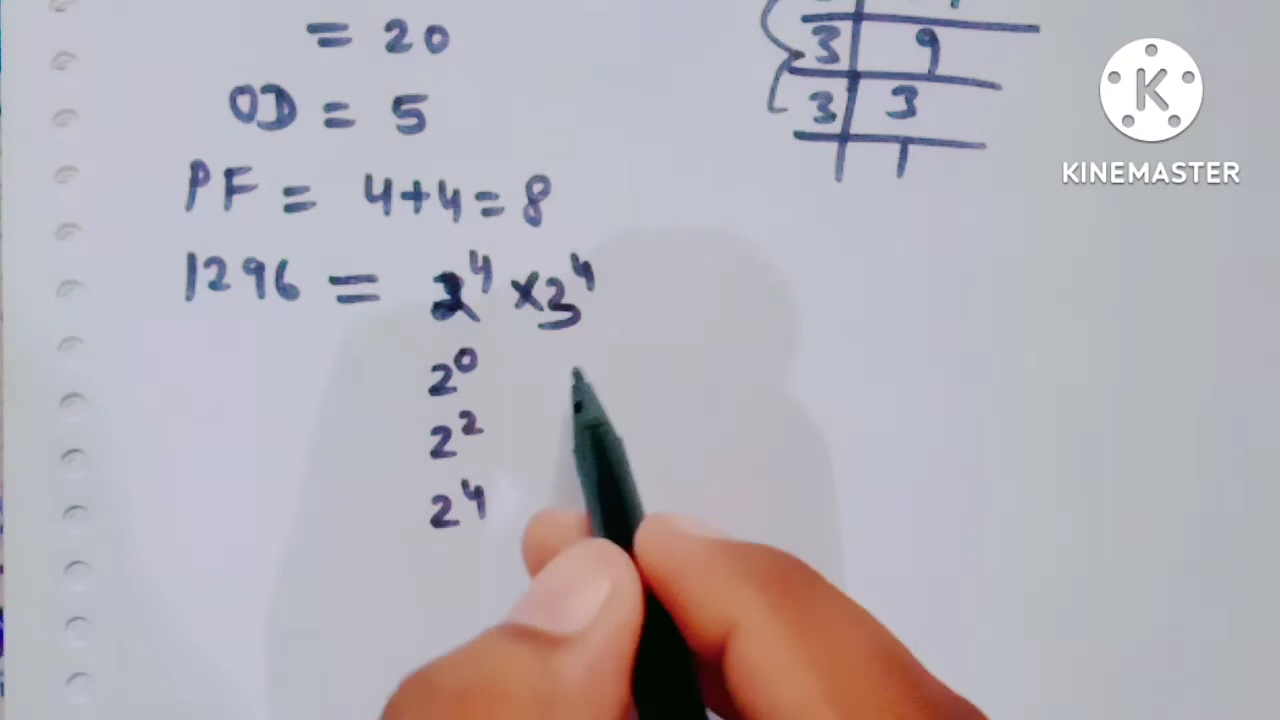 = 20
OD = 5
PF = 4+4=8
1296 = 2⁴ ×3⁴
2⁰
2²
2⁴
3 9
3 3
1
K
KINEMASTER